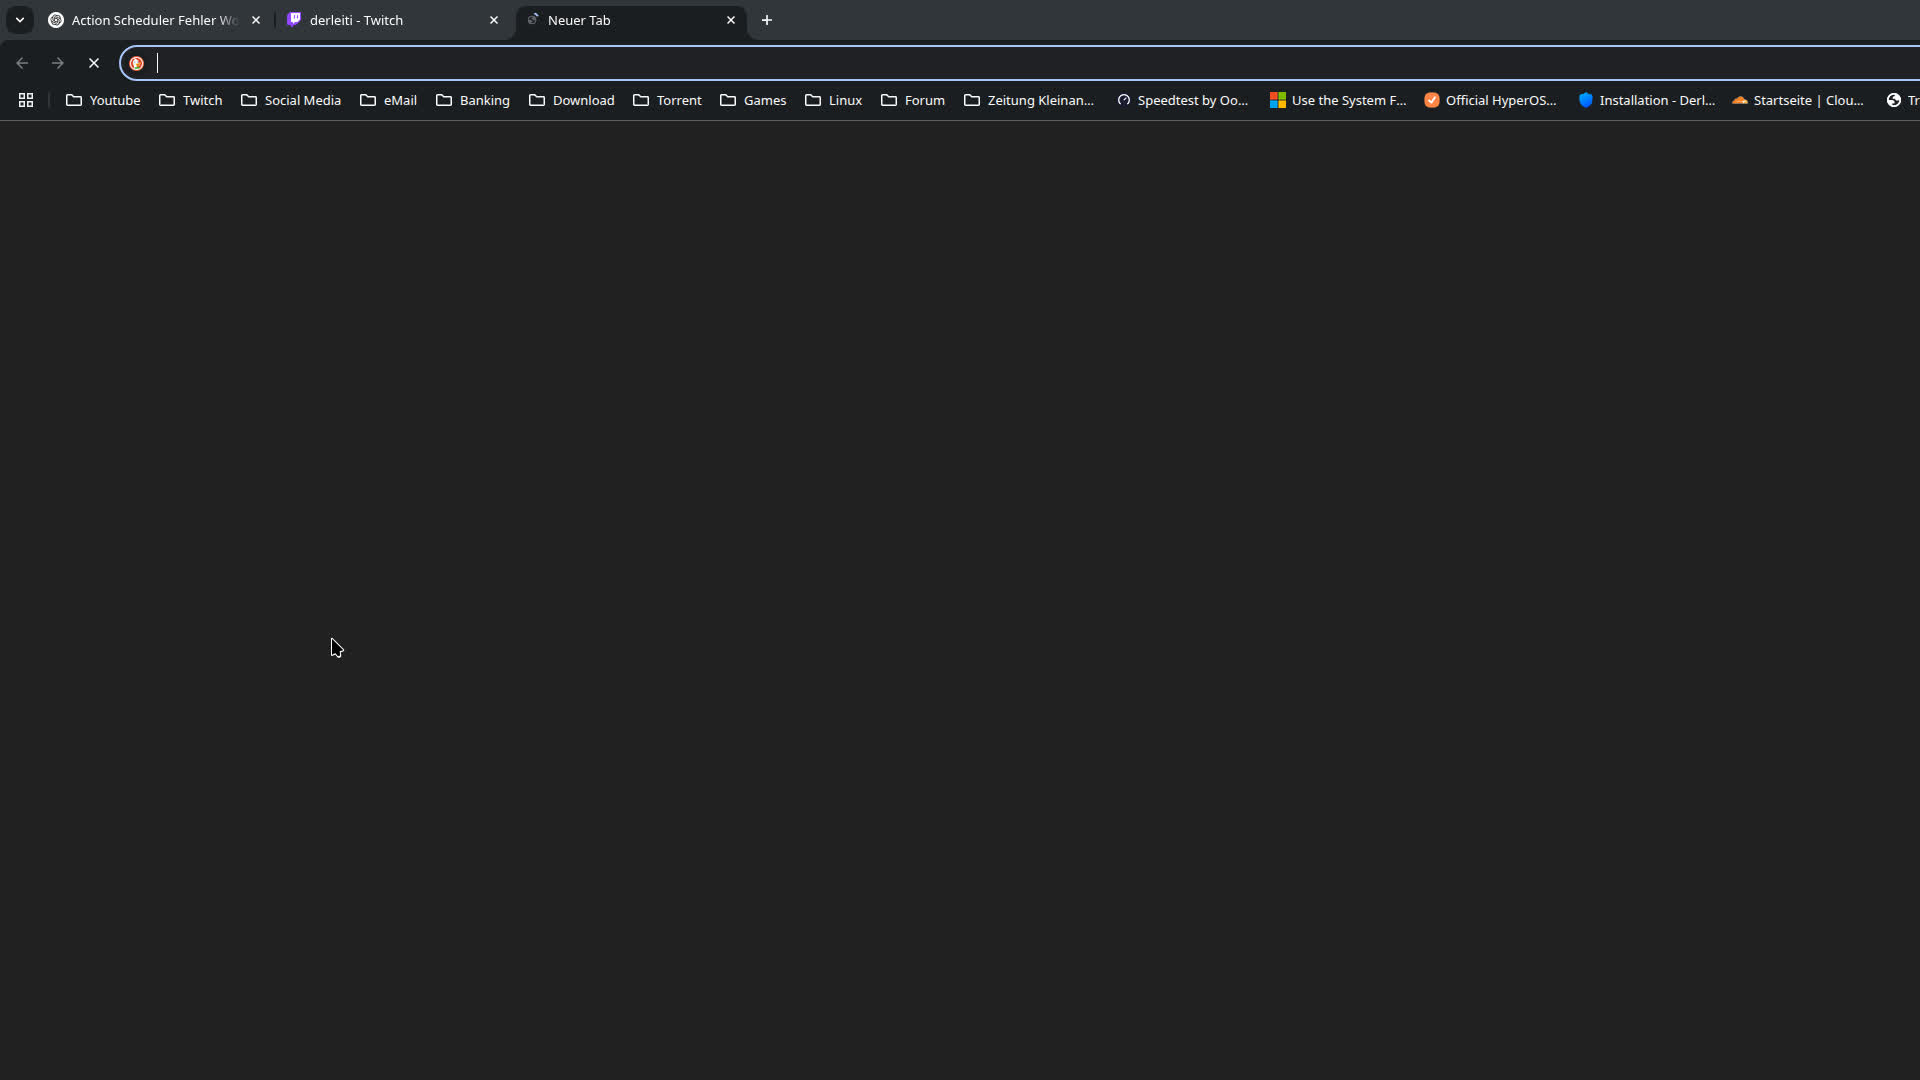 Action Scheduler Fehler Wo
derleiti - Twitch
Neuer Tab
Youtube
Twitch
Social Media
eMail
Banking
Download
Torrent
Games
Linux
Forum
Zeitung Kleinan...
Speedtest by Oo...
Use the System F...
Official HyperOS...
Installation - Derl...
Startseite | Clou...
Tr